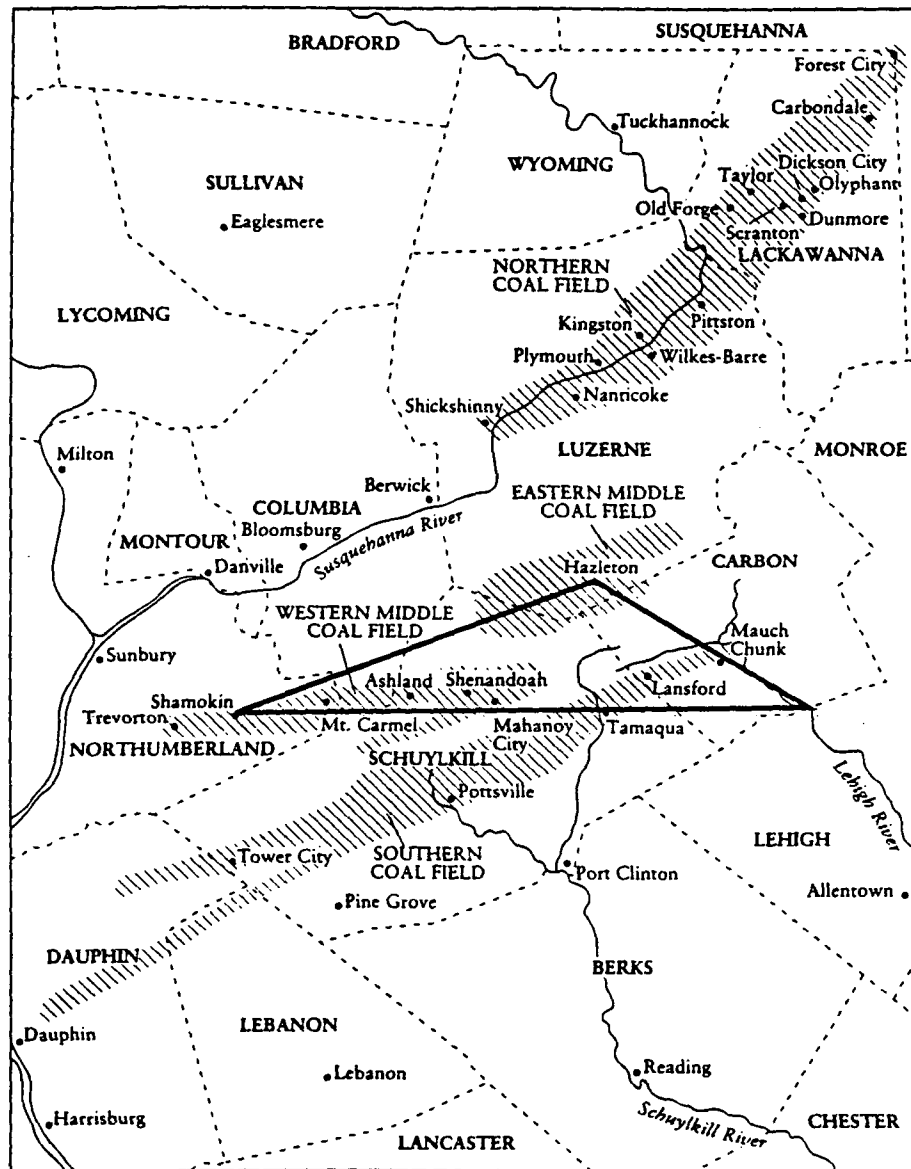 SUSQUEHANNA
BRADFORD
Forest City
Carbondale
Tuckhannock
WYOMING
Dickson City
Taylor
Olyphant
SULLIVAN
Old Forge
Dunmore
Eaglesmere
Scranton
LACKAWANNA
NORTHERN
COAL FIELD
LYCOMING
Pittston
Kingston
Plymouth
Wilkes-Barre
Nanticoke
Shickshinny
LUZERNE
MONROE
Milton
Berwick
EASTERN MIDDLE
COAL FIELD
COLUMBIA
Bloomsburg
Susquehanna River
MONTOUR
Danville
Hazleton
CARBON
WESTERN MIDDLE
COAL FIELD
Mauch
Chunk
Sunbury
Ashland
Shenandoah
Lansford
Shamokin
Trevorton
Mt. Carmel
Mahanoy
City
Tamaqua
NORTHUMBERLAND
SCHUYLKILL
Pottsville
Lehigh River
LEHIGH
SOUTHERN
COAL FIELD
Tower City
Port Clinton
Allentown
Pine Grove
DAUPHIN
BERKS
LEBANON
Dauphin
Lebanon
Reading
Harrisburg
Schuylkill River
CHESTER
LANCASTER